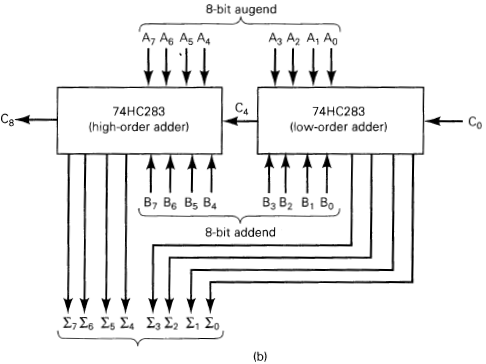 8-bit augend
A₇ A₆ A₅ A₄ A₃ A₂ A₁ A₀
74HC283
(high-order adder)
74HC283
(low-order adder)
C₈
C₄
C₀
B₇ B₆ B₅ B₄ B₃ B₂ B₁ B₀
8-bit addend
Σ₇ Σ₆ Σ₅ Σ₄ Σ₃ Σ₂ Σ₁ Σ₀
(b)